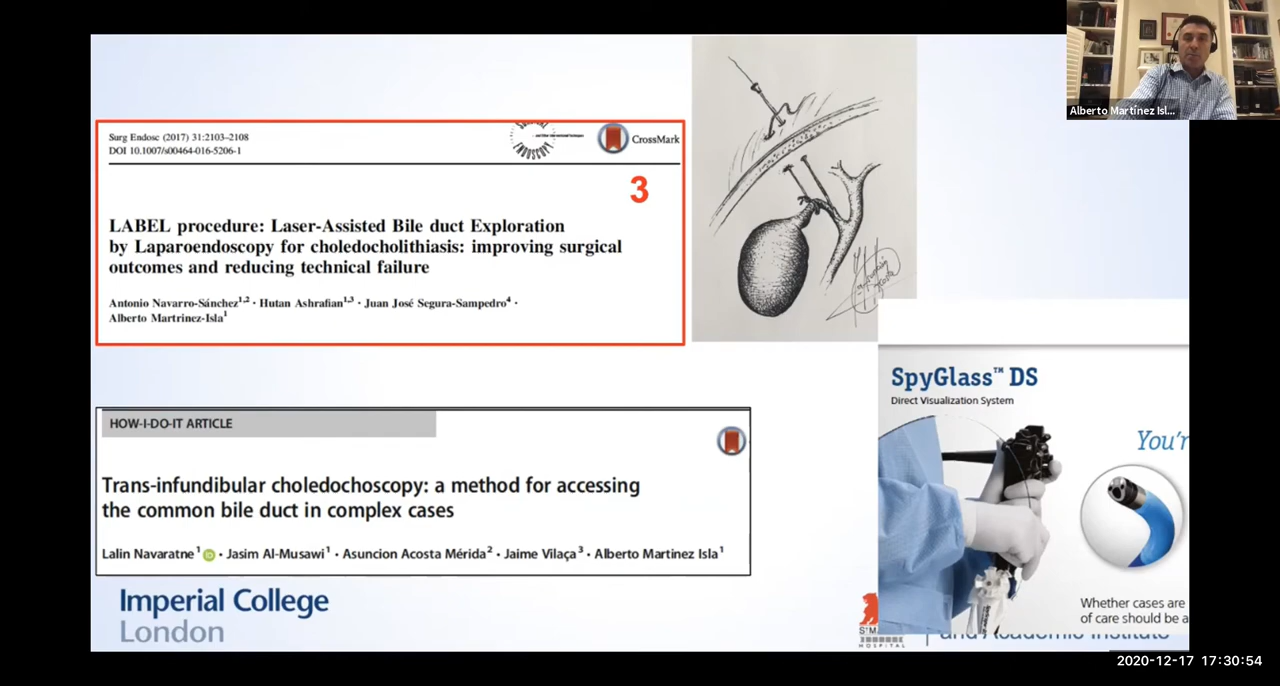 Alberto Martínez Isl...
Surg Endosc (2017) 31:2103–2108
DOI 10.1007/s00464-016-5206-1
CrossMark
3
LABEL procedure: Laser-Assisted Bile duct Exploration
by Laparoendoscopy for choledocholithiasis: improving surgical
outcomes and reducing technical failure
Antonio Navarro-Sánchez1,2 · Hutan Ashrafian1,3 · Juan José Segura-Sampedro4 ·
Alberto Martrinez-Isla1
SpyGlass™ DS
Direct Visualization System
You'r
Whether cases are
of care should be a
HOW-I-DO-IT ARTICLE
Trans-infundibular choledochoscopy: a method for accessing
the common bile duct in complex cases
Lalin Navaratne1 · Jasim Al-Musawi1 · Asuncion Acosta Mérida2 · Jaime Vilaça3 · Alberto Martinez Isla1
Imperial College
London
HOSPITAL
and Academic Institute
2020-12-17 17:30:54